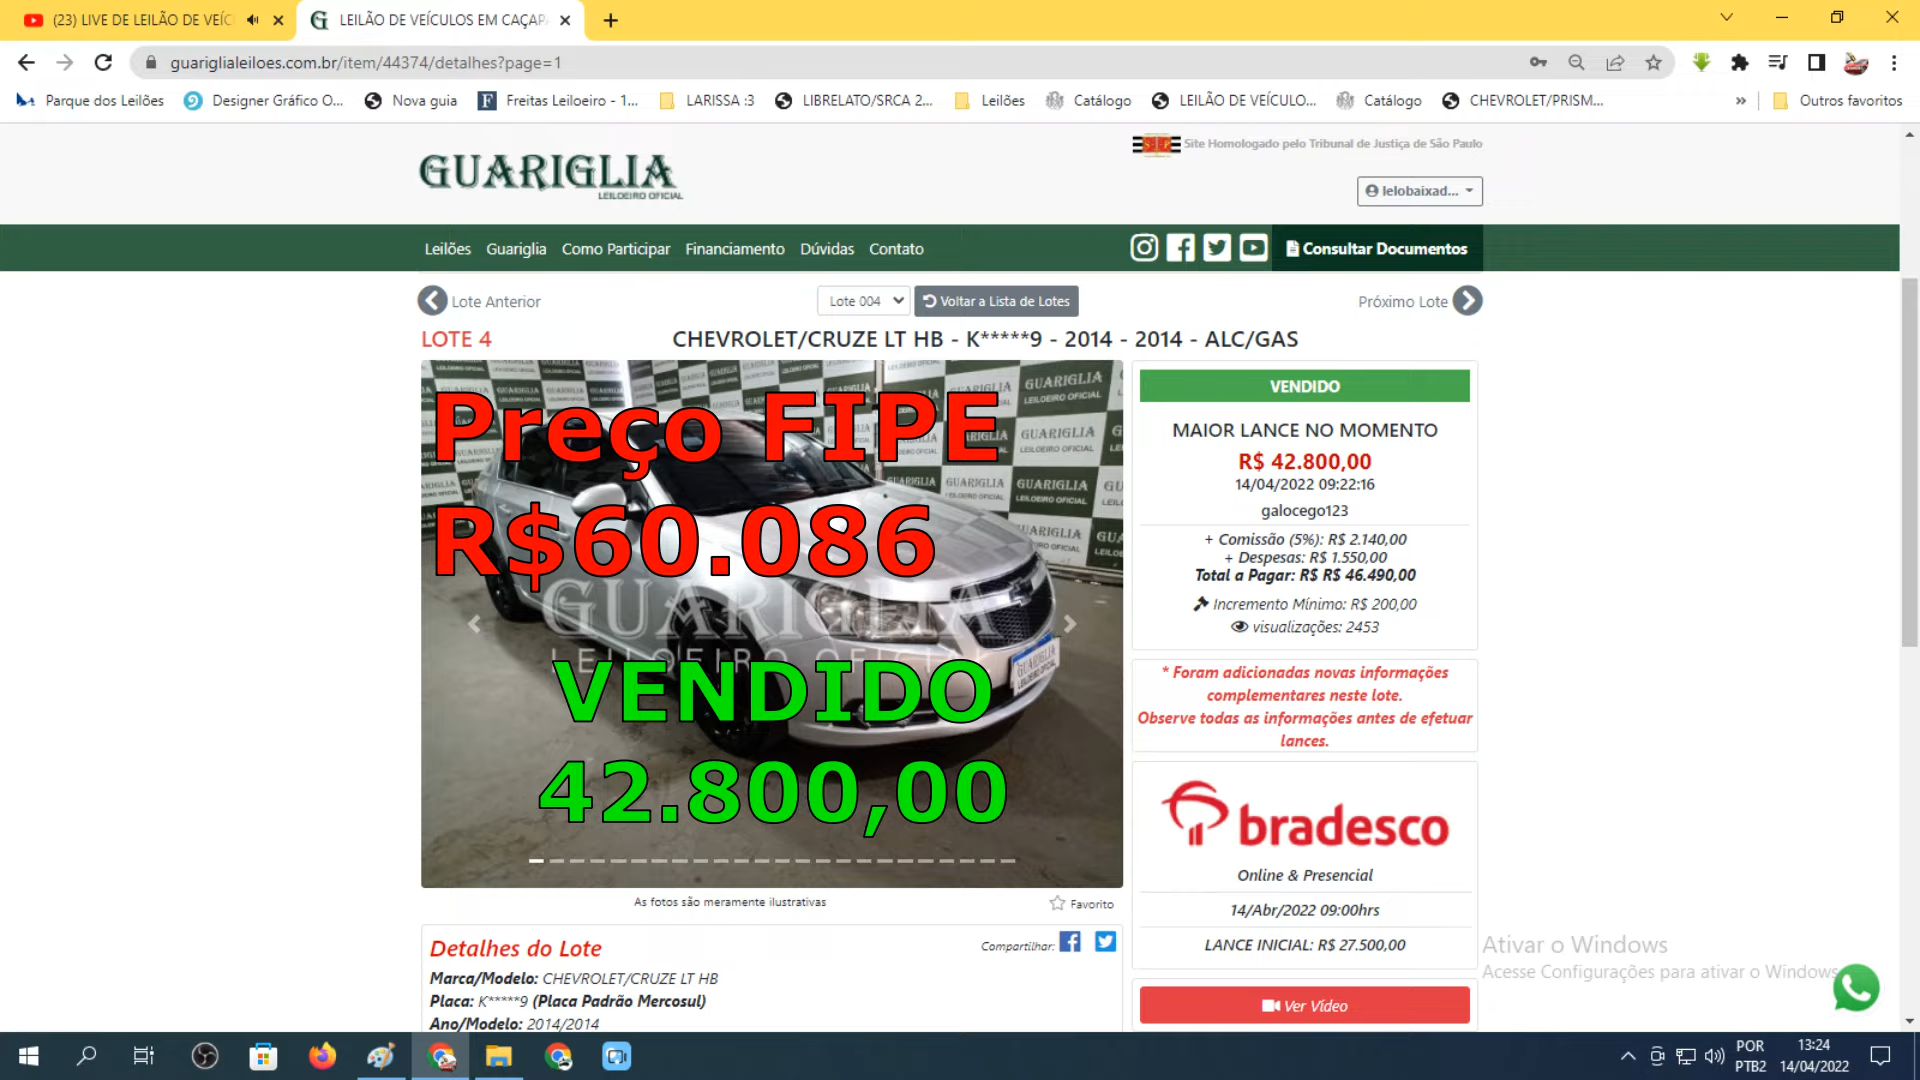 (23) LIVE DE LEILÃO DE VEÍC
LEILÃO DE VEÍCULOS EM CAÇAPA
guariglialeiloes.com.br/item/44374/detalhes?page=1
Parque dos Leilões
Designer Gráfico O...
Nova guia
Freitas Leiloeiro - 1...
LARISSA :3
LIBRELATO/SRCA 2...
Leilões
Catálogo
LEILÃO DE VEÍCULO...
Catálogo
CHEVROLET/PRISM...
»
Outros favoritos
GUARIGLIA
LEILOEIRO OFICIAL
Site Homologado pelo Tribunal de Justiça de São Paulo
lelobaixad...
Leilões
Guariglia
Como Participar
Financiamento
Dúvidas
Contato
Consultar Documentos
Lote Anterior
Lote 004
Voltar a Lista de Lotes
Próximo Lote
LOTE 4
CHEVROLET/CRUZE LT HB - K*****9 - 2014 - 2014 - ALC/GAS
Preço FIPE
R$60.086
GUARIGLIA
LEILOEIRO OFICIAL
VENDIDO
42.800,00
As fotos são meramente ilustrativas
Favorito
VENDIDO
MAIOR LANCE NO MOMENTO
R$ 42.800,00
14/04/2022 09:22:16
galocego123
+ Comissão (5%): R$ 2.140,00
+ Despesas: R$ 1.550,00
Total a Pagar: R$ R$ 46.490,00
Incremento Mínimo: R$ 200,00
visualizações: 2453
* Foram adicionadas novas informações
complementares neste lote.
Observe todas as informações antes de efetuar
lances.
bradesco
Online & Presencial
14/Abr/2022 09:00hrs
LANCE INICIAL: R$ 27.500,00
Ver Vídeo
Detalhes do Lote
Compartilhar:
Marca/Modelo: CHEVROLET/CRUZE LT HB
Placa: K*****9 (Placa Padrão Mercosul)
Ano/Modelo: 2014/2014
Ativar o Windows
Acesse Configurações para ativar o Windows
POR
PTB2
13:24
14/04/2022